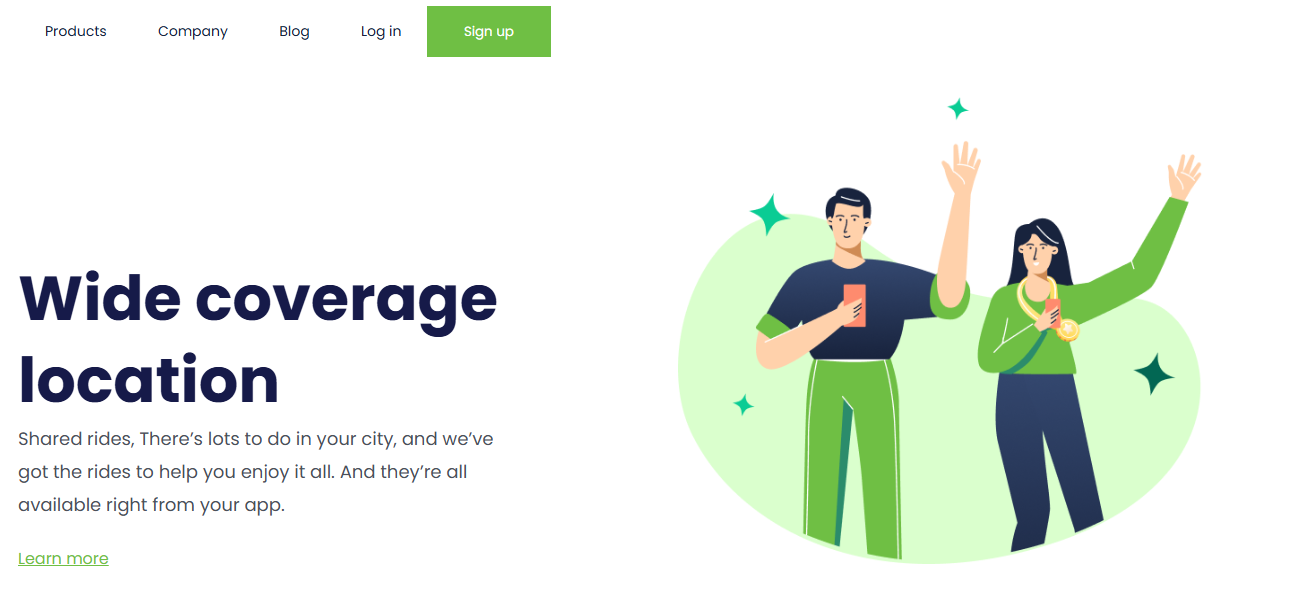 Products Company Blog Log in Sign up
Wide coverage
location
Shared rides, There’s lots to do in your city, and we’ve
got the rides to help you enjoy it all. And they’re all
available right from your app.
Learn more